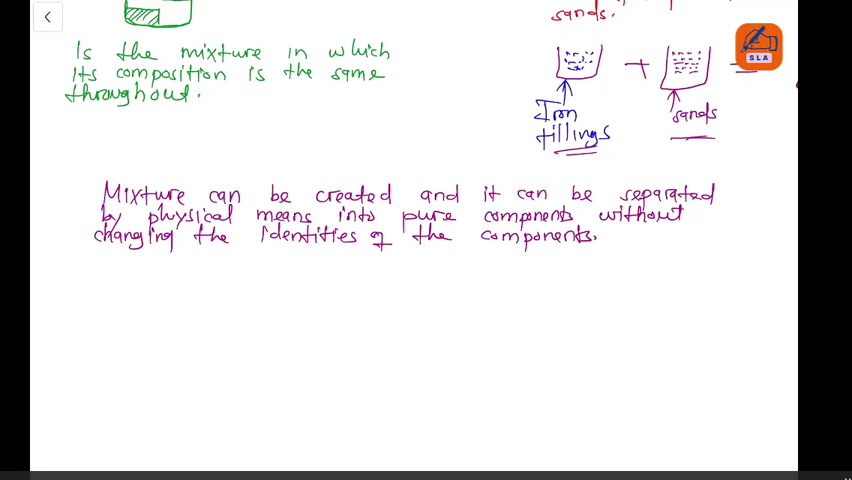 sands.
Is the mixture in which
its composition is the same
throughout.
+
Iron
fillings
sands
SLA
Mixture can be created and it can be separated
by physical means into pure components without
changing the identities of the components.